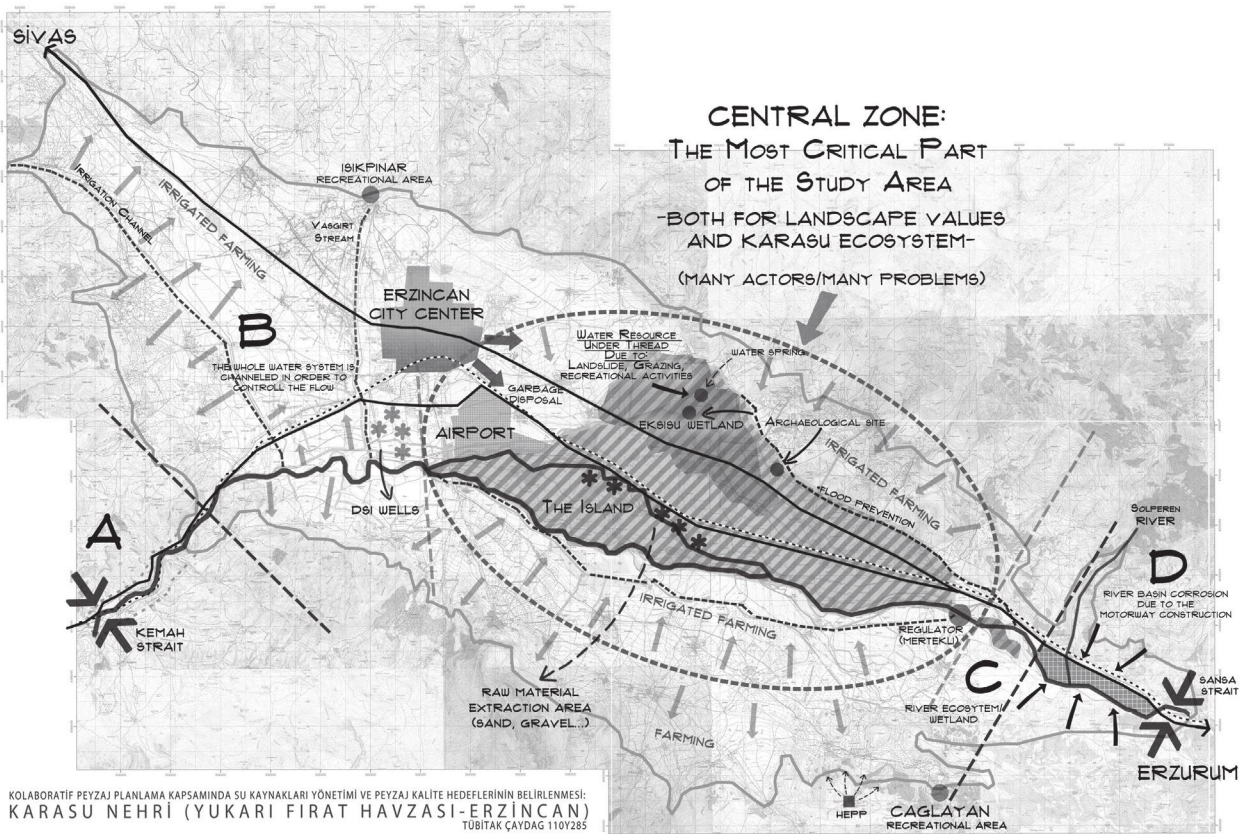 SİVAS
CENTRAL ZONE:
THE MOST CRITICAL PART
OF THE STUDY AREA
-BOTH FOR LANDSCAPE VALUES
AND KARASU ECOSYSTEM-
(MANY ACTORS/MANY PROBLEMS)
ISIKPINAR
RECREATIONAL AREA
IRRIGATION CHANNEL
IRRIGATED FARMING
VASGIRT
STREAM
ERZINCAN
CITY CENTER
B
THE WHOLE WATER SYSTEM IS
CHANNELED IN ORDER TO
CONTROLL THE FLOW
WATER RESOURCE
UNDER THREAD
DUE TO:
LANDSLIDE, GRAZING,
RECREATIONAL ACTIVITIES
WATER SPRING
GARBAGE
DISPOSAL
EKSISU WETLAND
ARCHAEOLOGICAL SITE
AIRPORT
IRRIGATED FARMING
FLOOD PREVENTION
THE ISLAND
DSI WELLS
A
KEMAH
STRAIT
SOLPEREN
RIVER
D
RIVER BASIN CORROSION
DUE TO THE
MOTORWAY CONSTRUCTION
IRRIGATED FARMING
REGULATOR
(MERTEKLI)
RAW MATERIAL
EXTRACTION AREA
(SAND, GRAVEL...)
C
RIVER ECOSYTEM/
WETLAND
SANSA
STRAIT
FARMING
ERZURUM
HEPP
CAGLAYAN
RECREATIONAL AREA
KOLABORATİF PEYZAJ PLANLAMA KAPSAMINDA SU KAYNAKLARI YÖNETİMİ VE PEYZAJ KALİTE HEDEFLERİNİN BELİRLENMESİ:
KARASU NEHRİ (YUKARI FIRAT HAVZASI-ERZİNCAN)
TÜBİTAK ÇAYDAG 110Y285